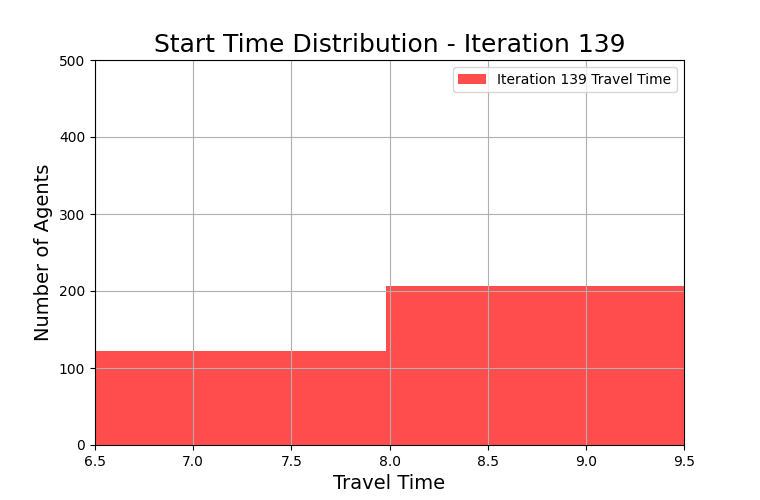 Start Time Distribution - Iteration 139
Iteration 139 Travel Time
Number of Agents
500
400
300
200
100
0
6.5 7.0 7.5 8.0 8.5 9.0 9.5
Travel Time